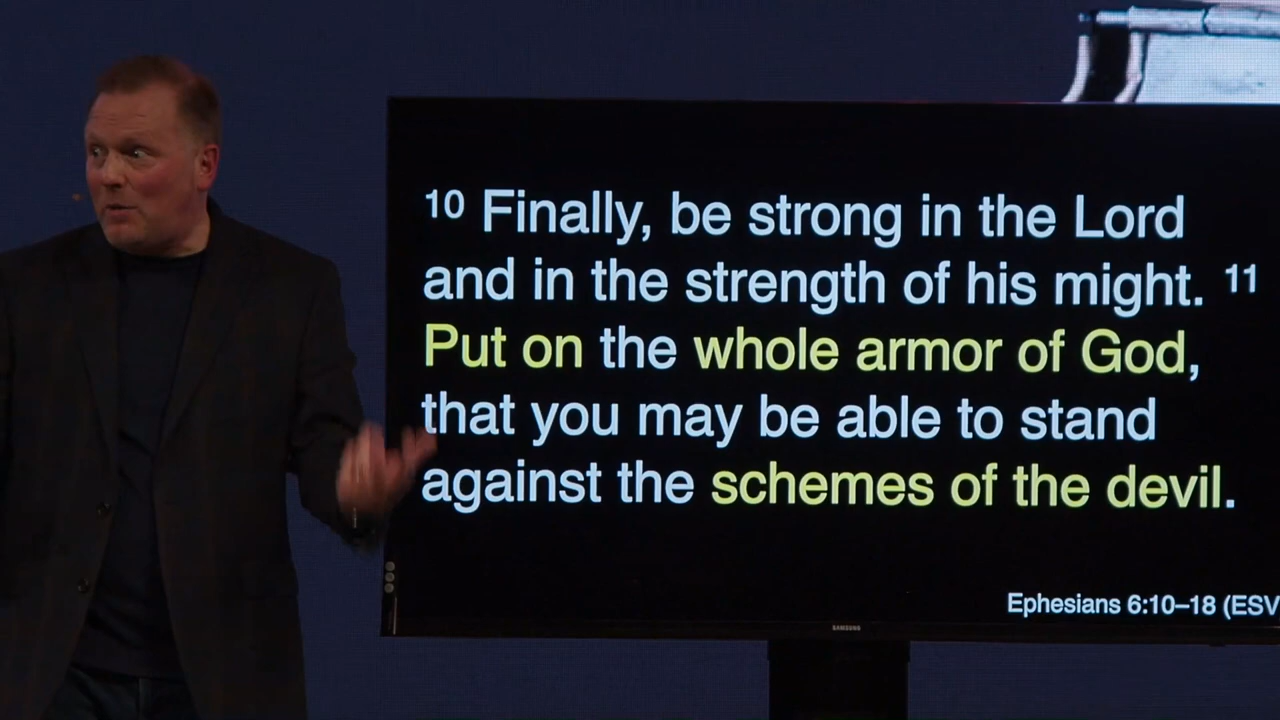 10 Finally, be strong in the Lord
and in the strength of his might. 11
Put on the whole armor of God,
that you may be able to stand
against the schemes of the devil.
Ephesians 6:10–18 (ESV
SAMSUNG